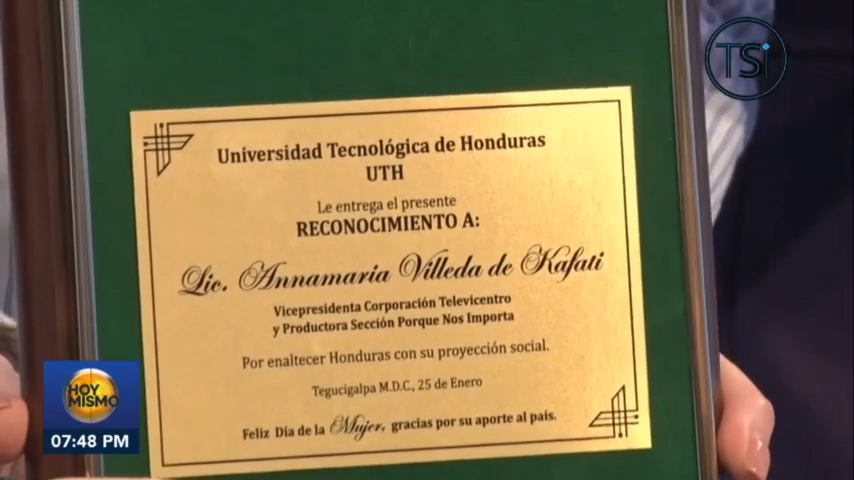 TSi
Universidad Tecnológica de Honduras
UTH
Le entrega el presente
RECONOCIMIENTO A:
Lic. Annamaria Villeda de Kafati
Vicepresidenta Corporación Televicentro
y Productora Sección Porque Nos Importa
Por enaltecer Honduras con su proyección social.
Tegucigalpa M.D.C, 25 de Enero
Feliz Día de la Mujer, gracias por su aporte al país.
HOY
MISMO
07:48 PM